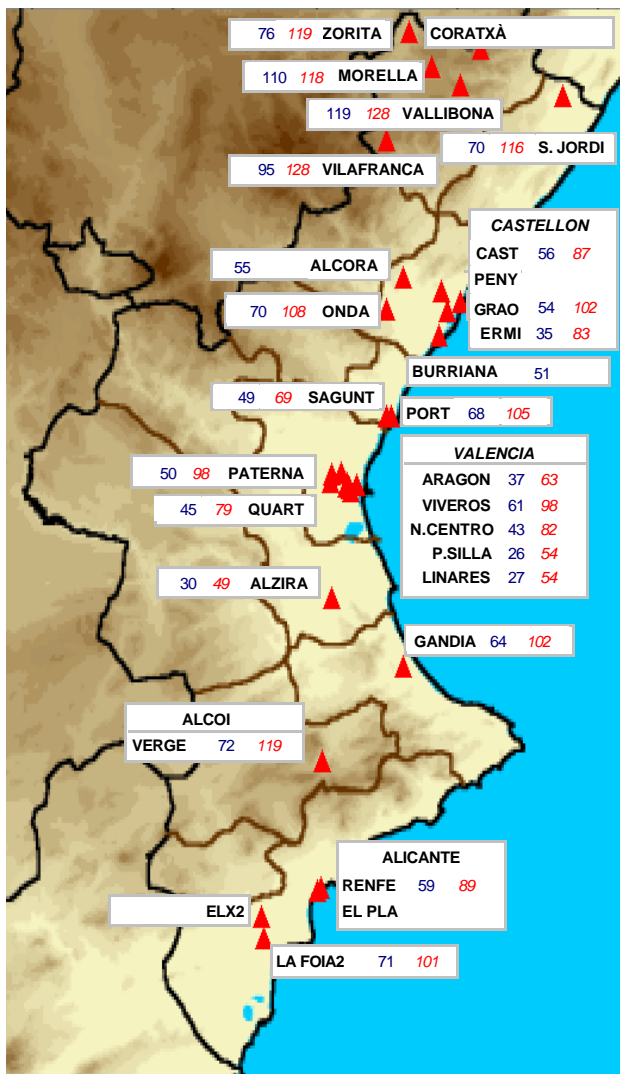 76 119 ZORITA
CORATXÀ
110 118 MORELLA
119 128 VALLIBONA
70 116 S. JORDI
95 128 VILAFRANCA
CASTELLON
CAST 56 87
PENY
GRAO 54 102
ERMI 35 83
55 ALCORA
70 108 ONDA
BURRIANA 51
49 69 SAGUNT
PORT 68 105
VALENCIA
ARAGON 37 63
VIVEROS 61 98
N.CENTRO 43 82
P.SILLA 26 54
LINARES 27 54
50 98 PATERNA
45 79 QUART
30 49 ALZIRA
GANDIA 64 102
ALCOI
VERGE 72 119
ALICANTE
RENFE 59 89
EL PLA
ELX2
LA FOIA2 71 101